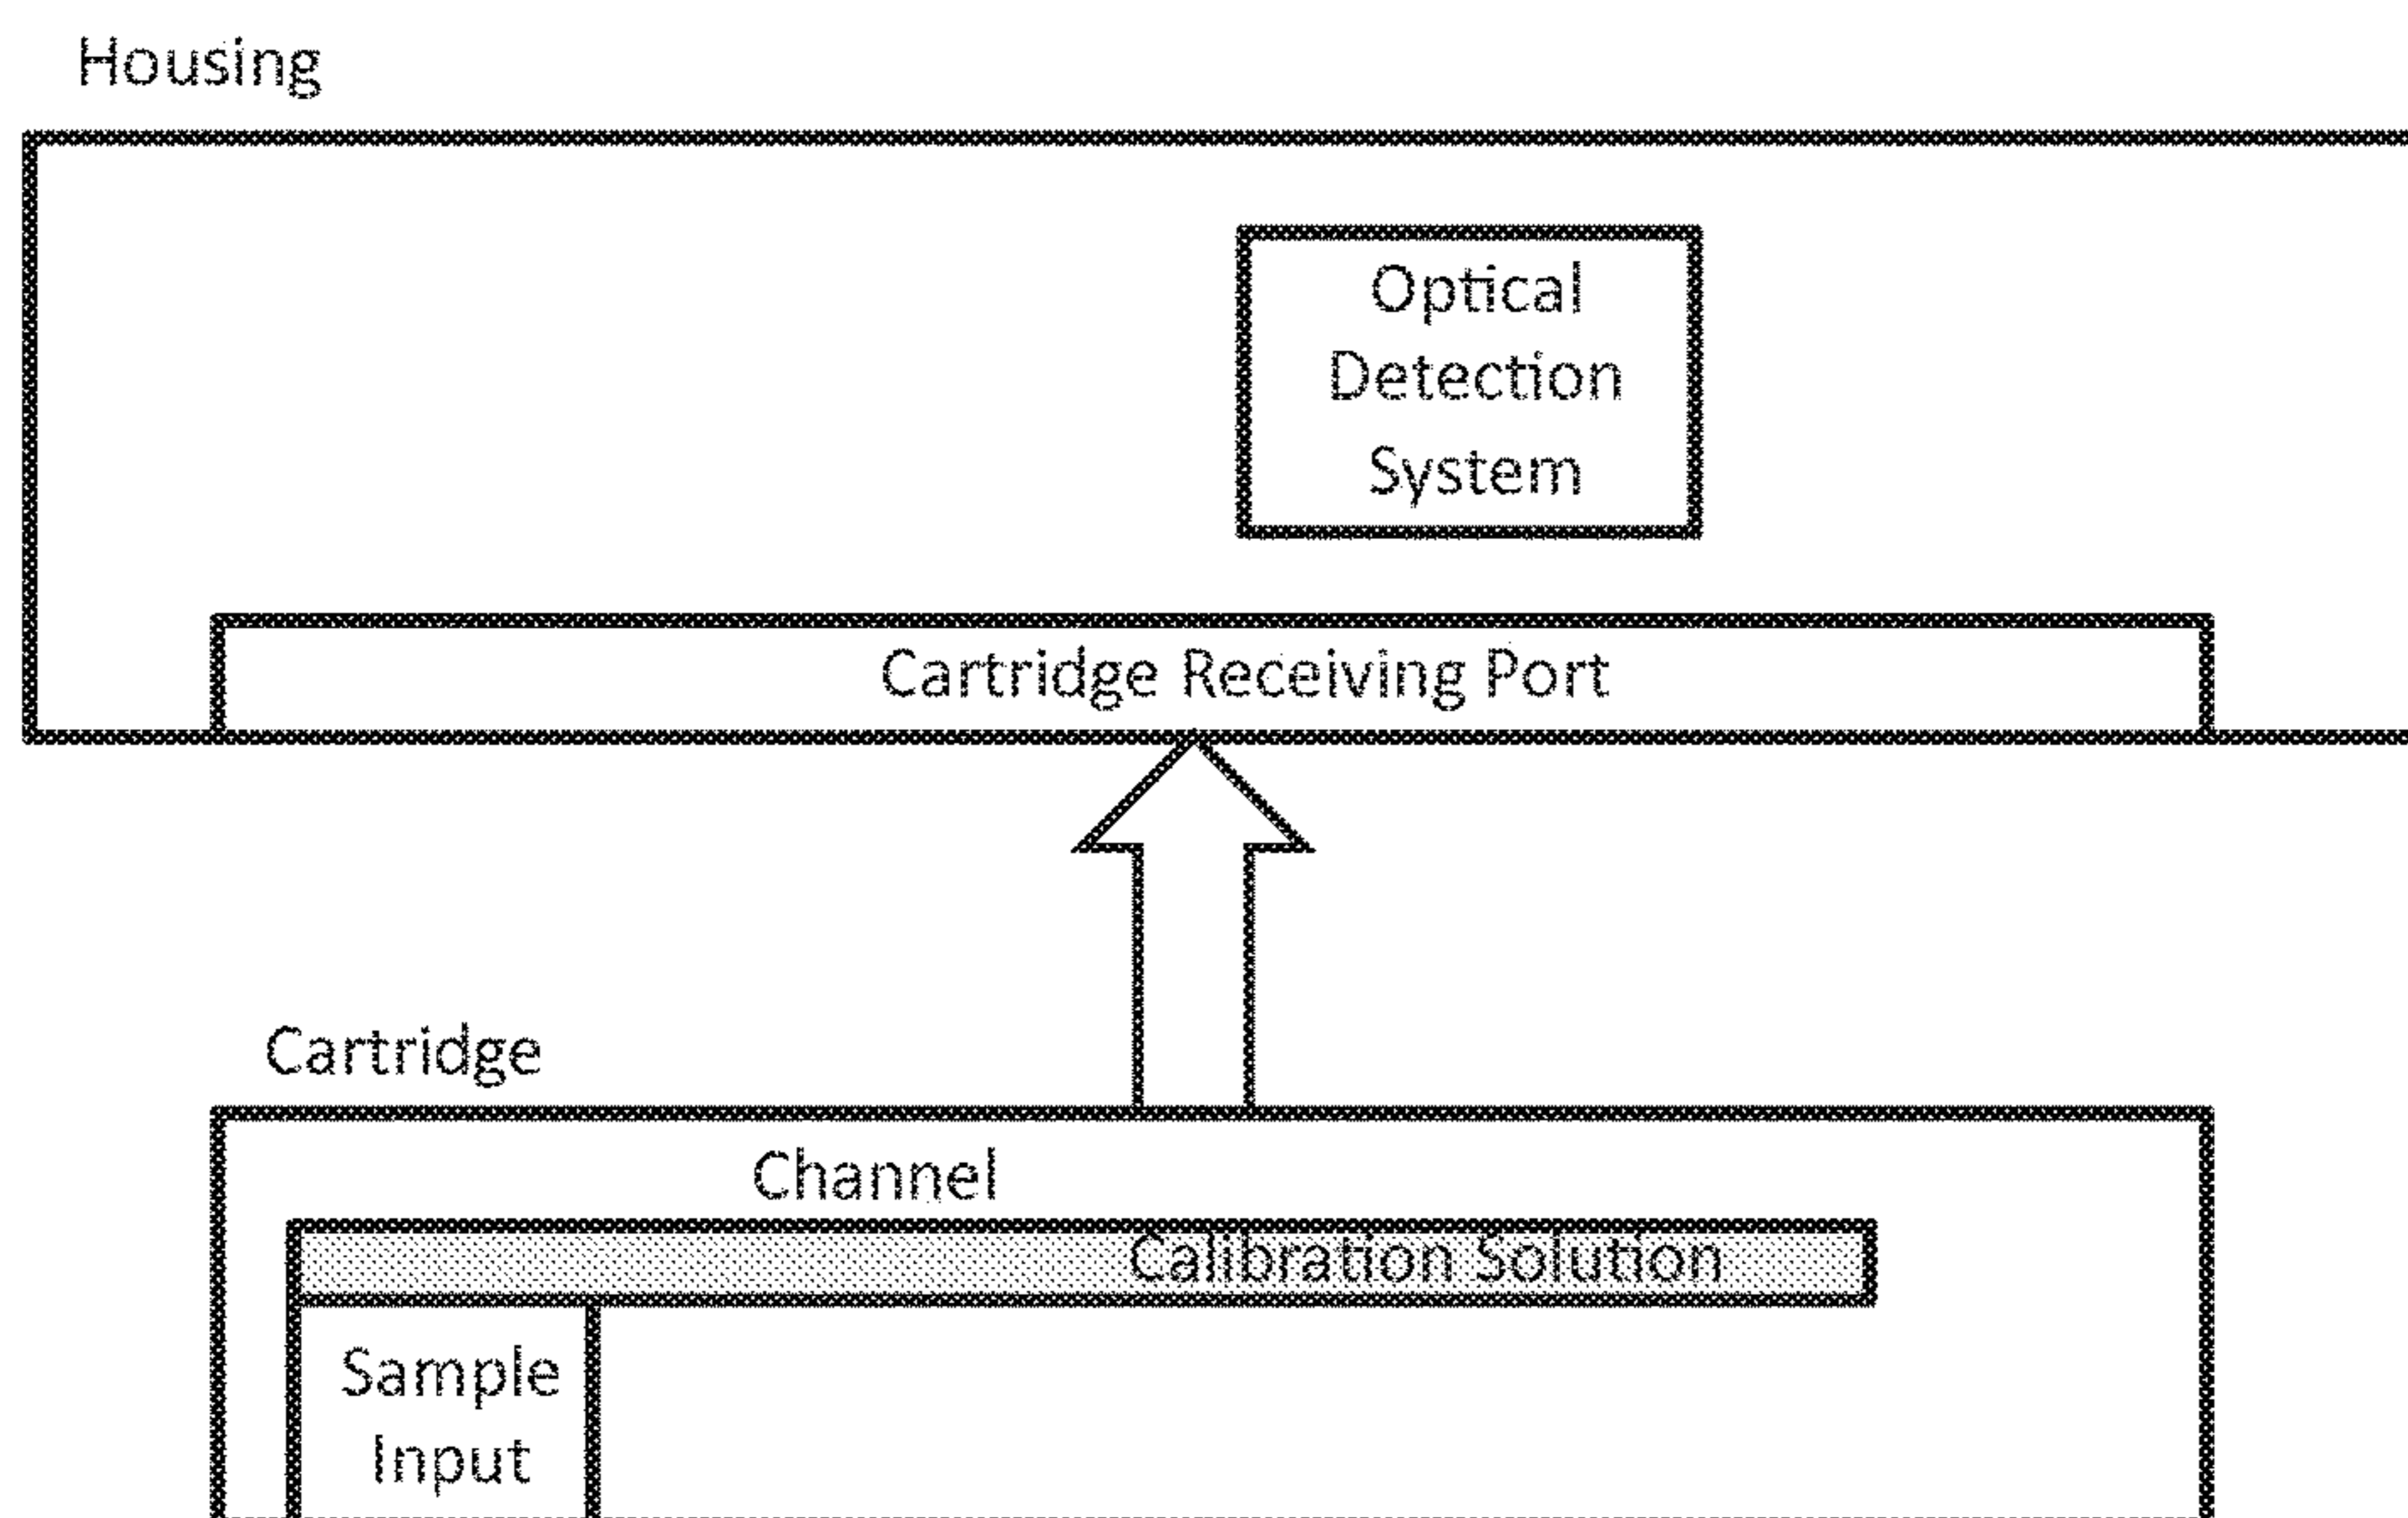 Housing
Optical
Detection
System
Cartridge Receiving Port
Cartridge
Channel
Calibration Solution
Sample
Input